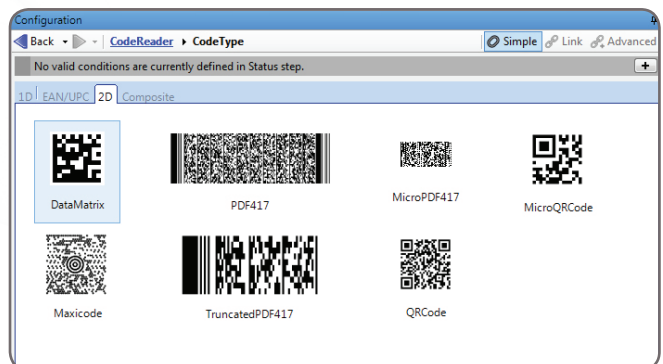 Configuration
Back CodeReader CodeType Simple Link Advanced
No valid conditions are currently defined in Status step.
1D EAN/UPC 2D Composite
DataMatrix PDF417 MicroPDF417 MicroQRCode
Maxicode TruncatedPDF417 QRCode